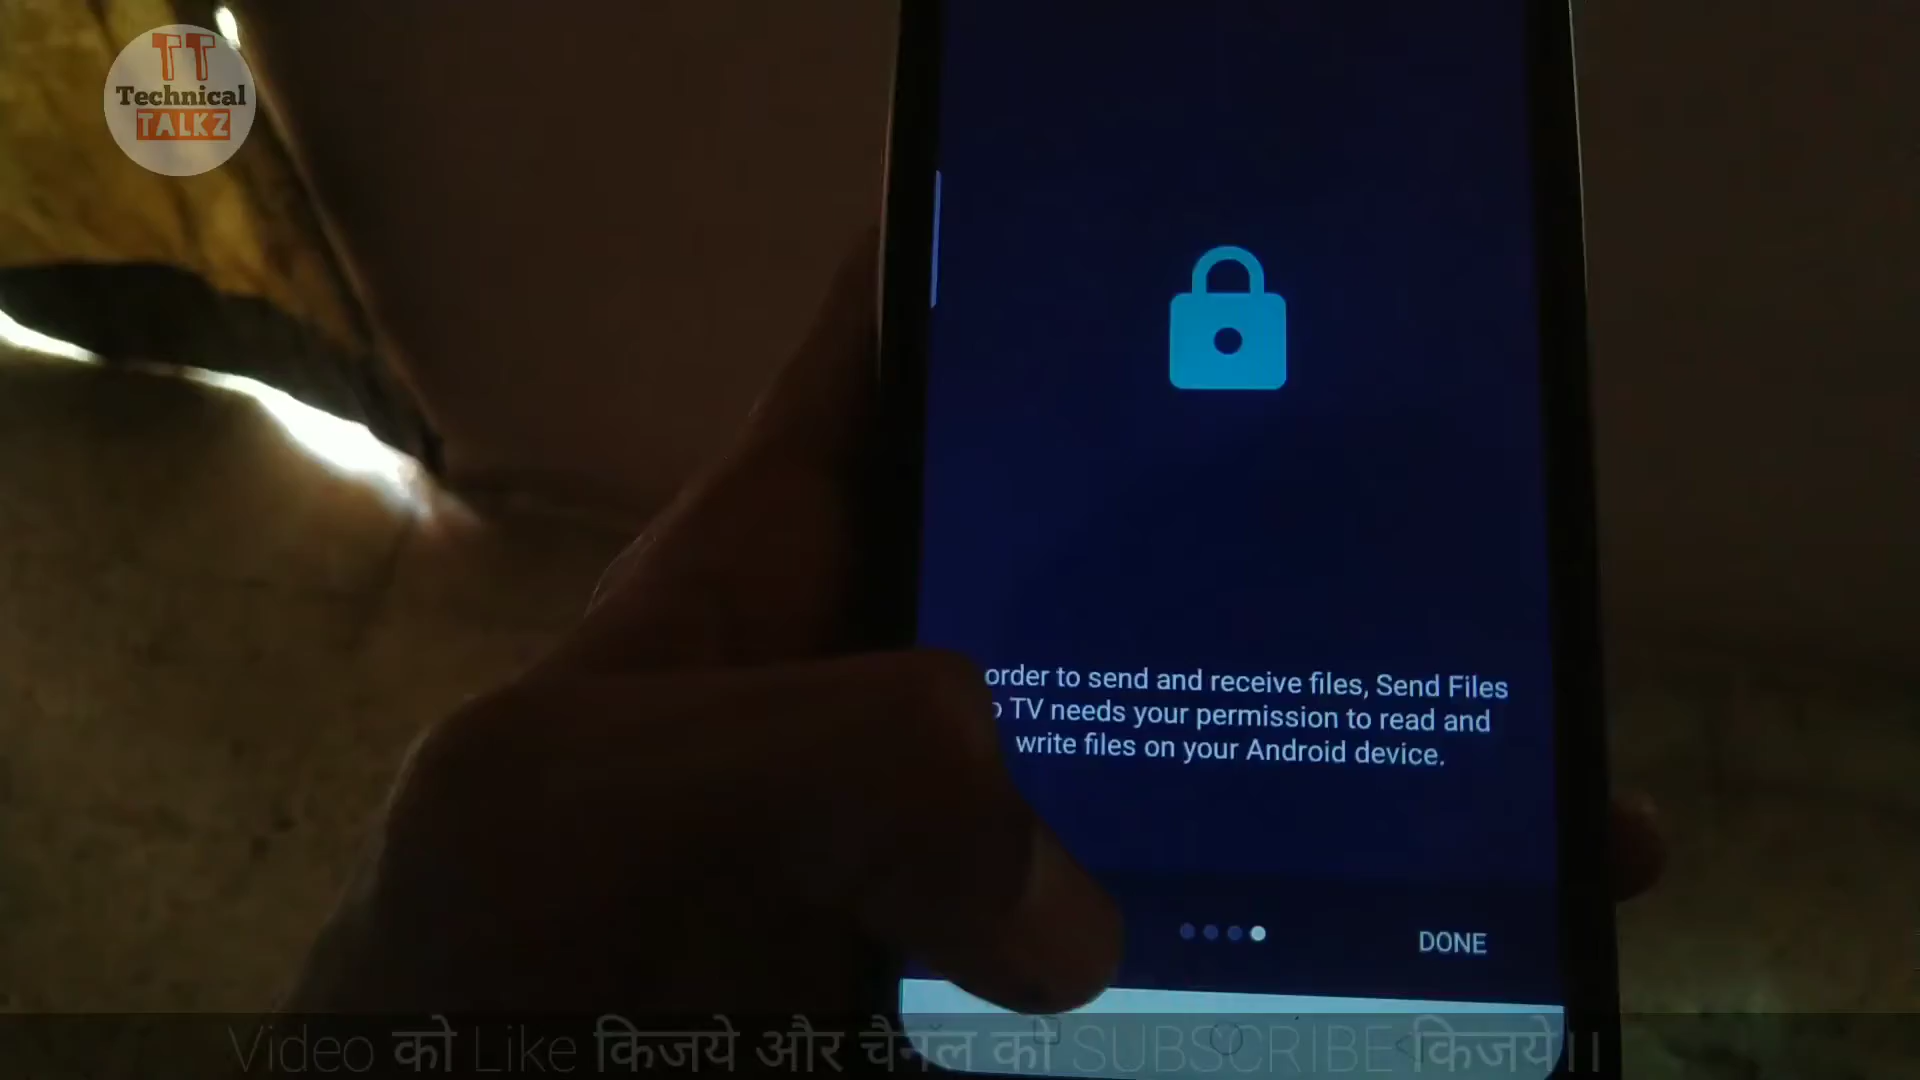 TT
Technical
TALKZ
order to send and receive files, Send Files
TV needs your permission to read and
write files on your Android device.
DONE
Video को Like किजये और चैनल को SUBSCRIBE किजये।।